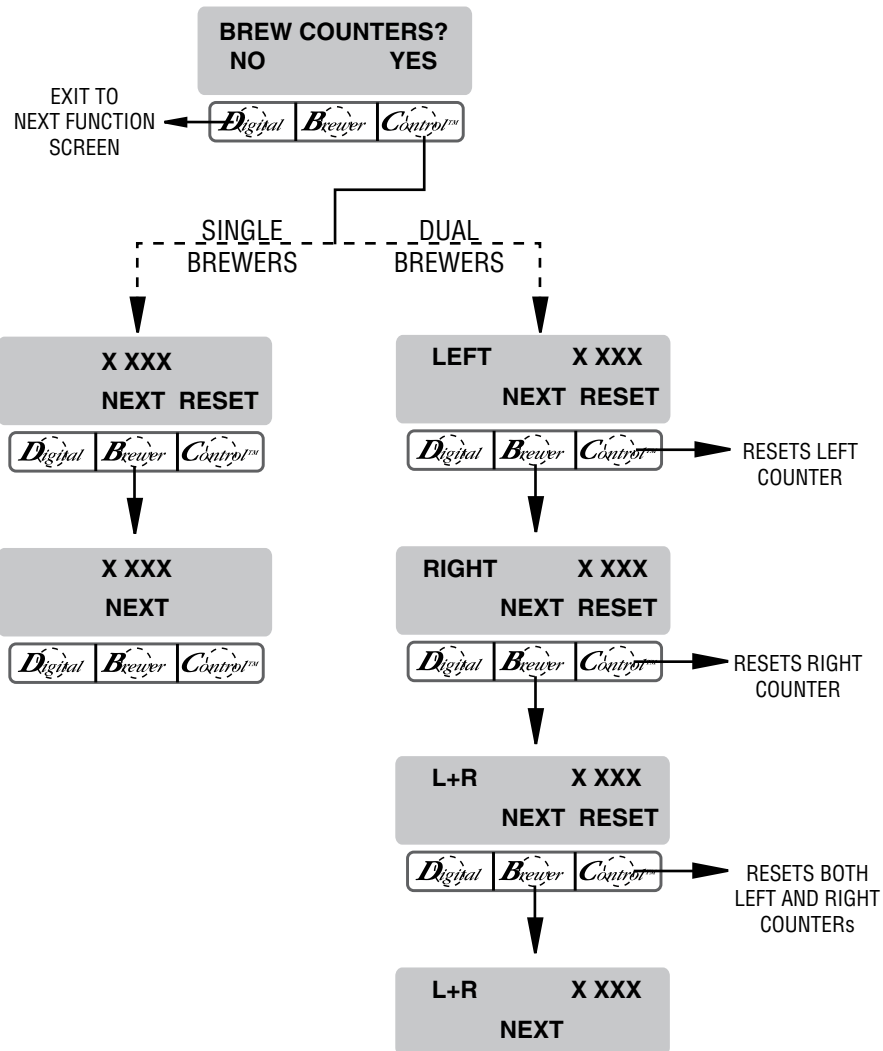 BREW COUNTERS?
NO YES
EXIT TO
NEXT FUNCTION
SCREEN
Digital Brewer Control™
SINGLE
BREWERS
DUAL
BREWERS
X XXX
NEXT RESET
Digital Brewer Control™
X XXX
NEXT
Digital Brewer Control™
LEFT X XXX
NEXT RESET
Digital Brewer Control™
RESETS LEFT
COUNTER
RIGHT X XXX
NEXT RESET
Digital Brewer Control™
RESETS RIGHT
COUNTER
L+R X XXX
NEXT RESET
Digital Brewer Control™
RESETS BOTH
LEFT AND RIGHT
COUNTERs
L+R X XXX
NEXT